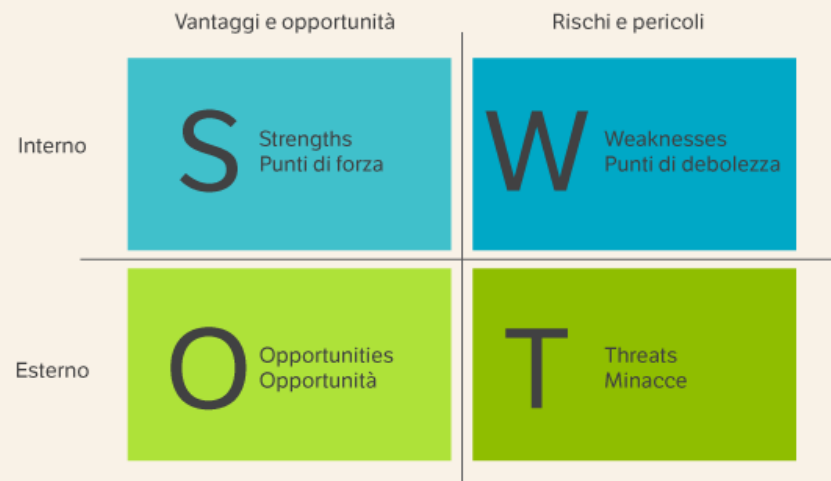 Vantaggi e opportunità
Rischi e pericoli
Interno
S
Strengths
Punti di forza
W
Weaknesses
Punti di debolezza
Esterno
O
Opportunities
Opportunità
T
Threats
Minacce